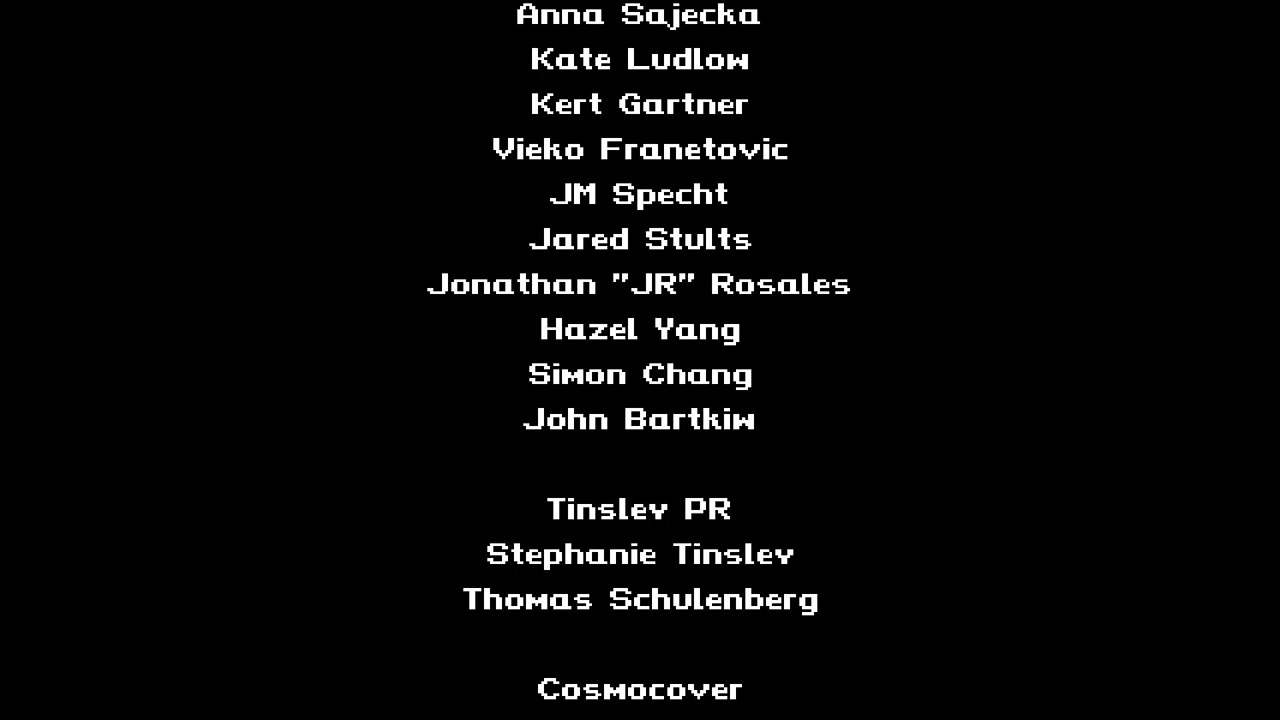 Anna Sajecka
Kate Ludlow
Kert Gartner
Vieko Franetovic
JM Specht
Jared Stults
Jonathan "JR" Rosales
Hazel Yang
Simon Chang
John Bartkiw
Tinsley PR
Stephanie Tinsley
Thomas Schulenberg
Cosmocover